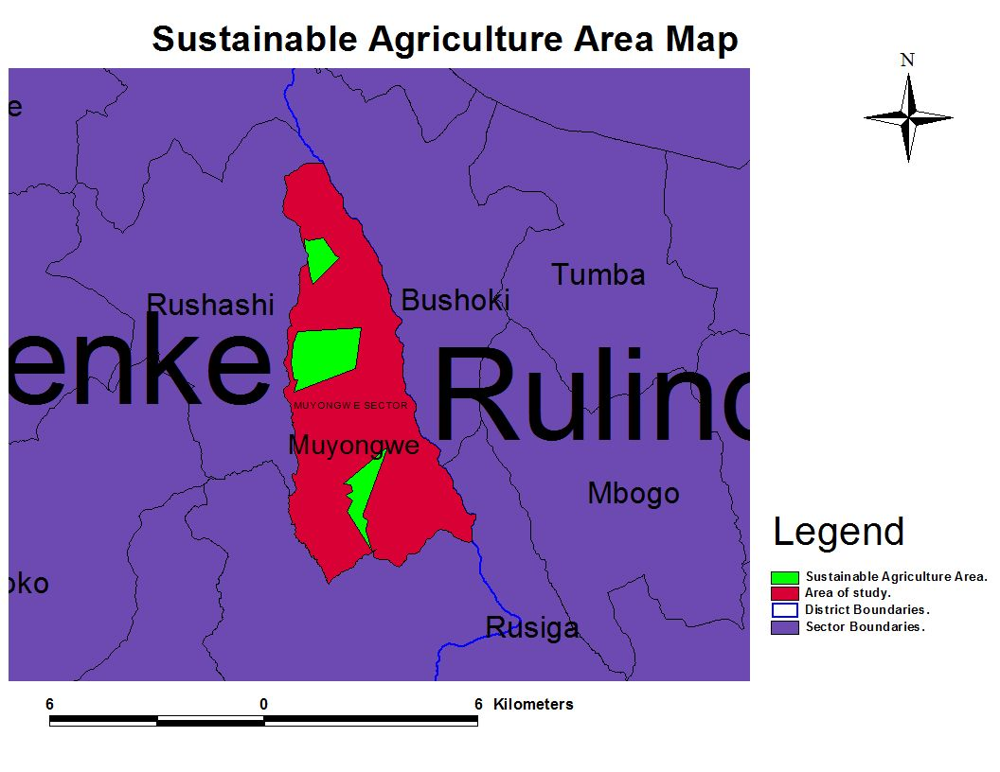 Sustainable Agriculture Area Map
N
e
Tumba
Bushoki
Rushashi
enke
Rulind
MUYONGWE SECTOR
Muyongwe
Mbogo
Legend
Sustainable Agriculture Area.
Area of study.
District Boundaries.
Sector Boundaries.
oko
Rusiga
6 0 6 Kilometers